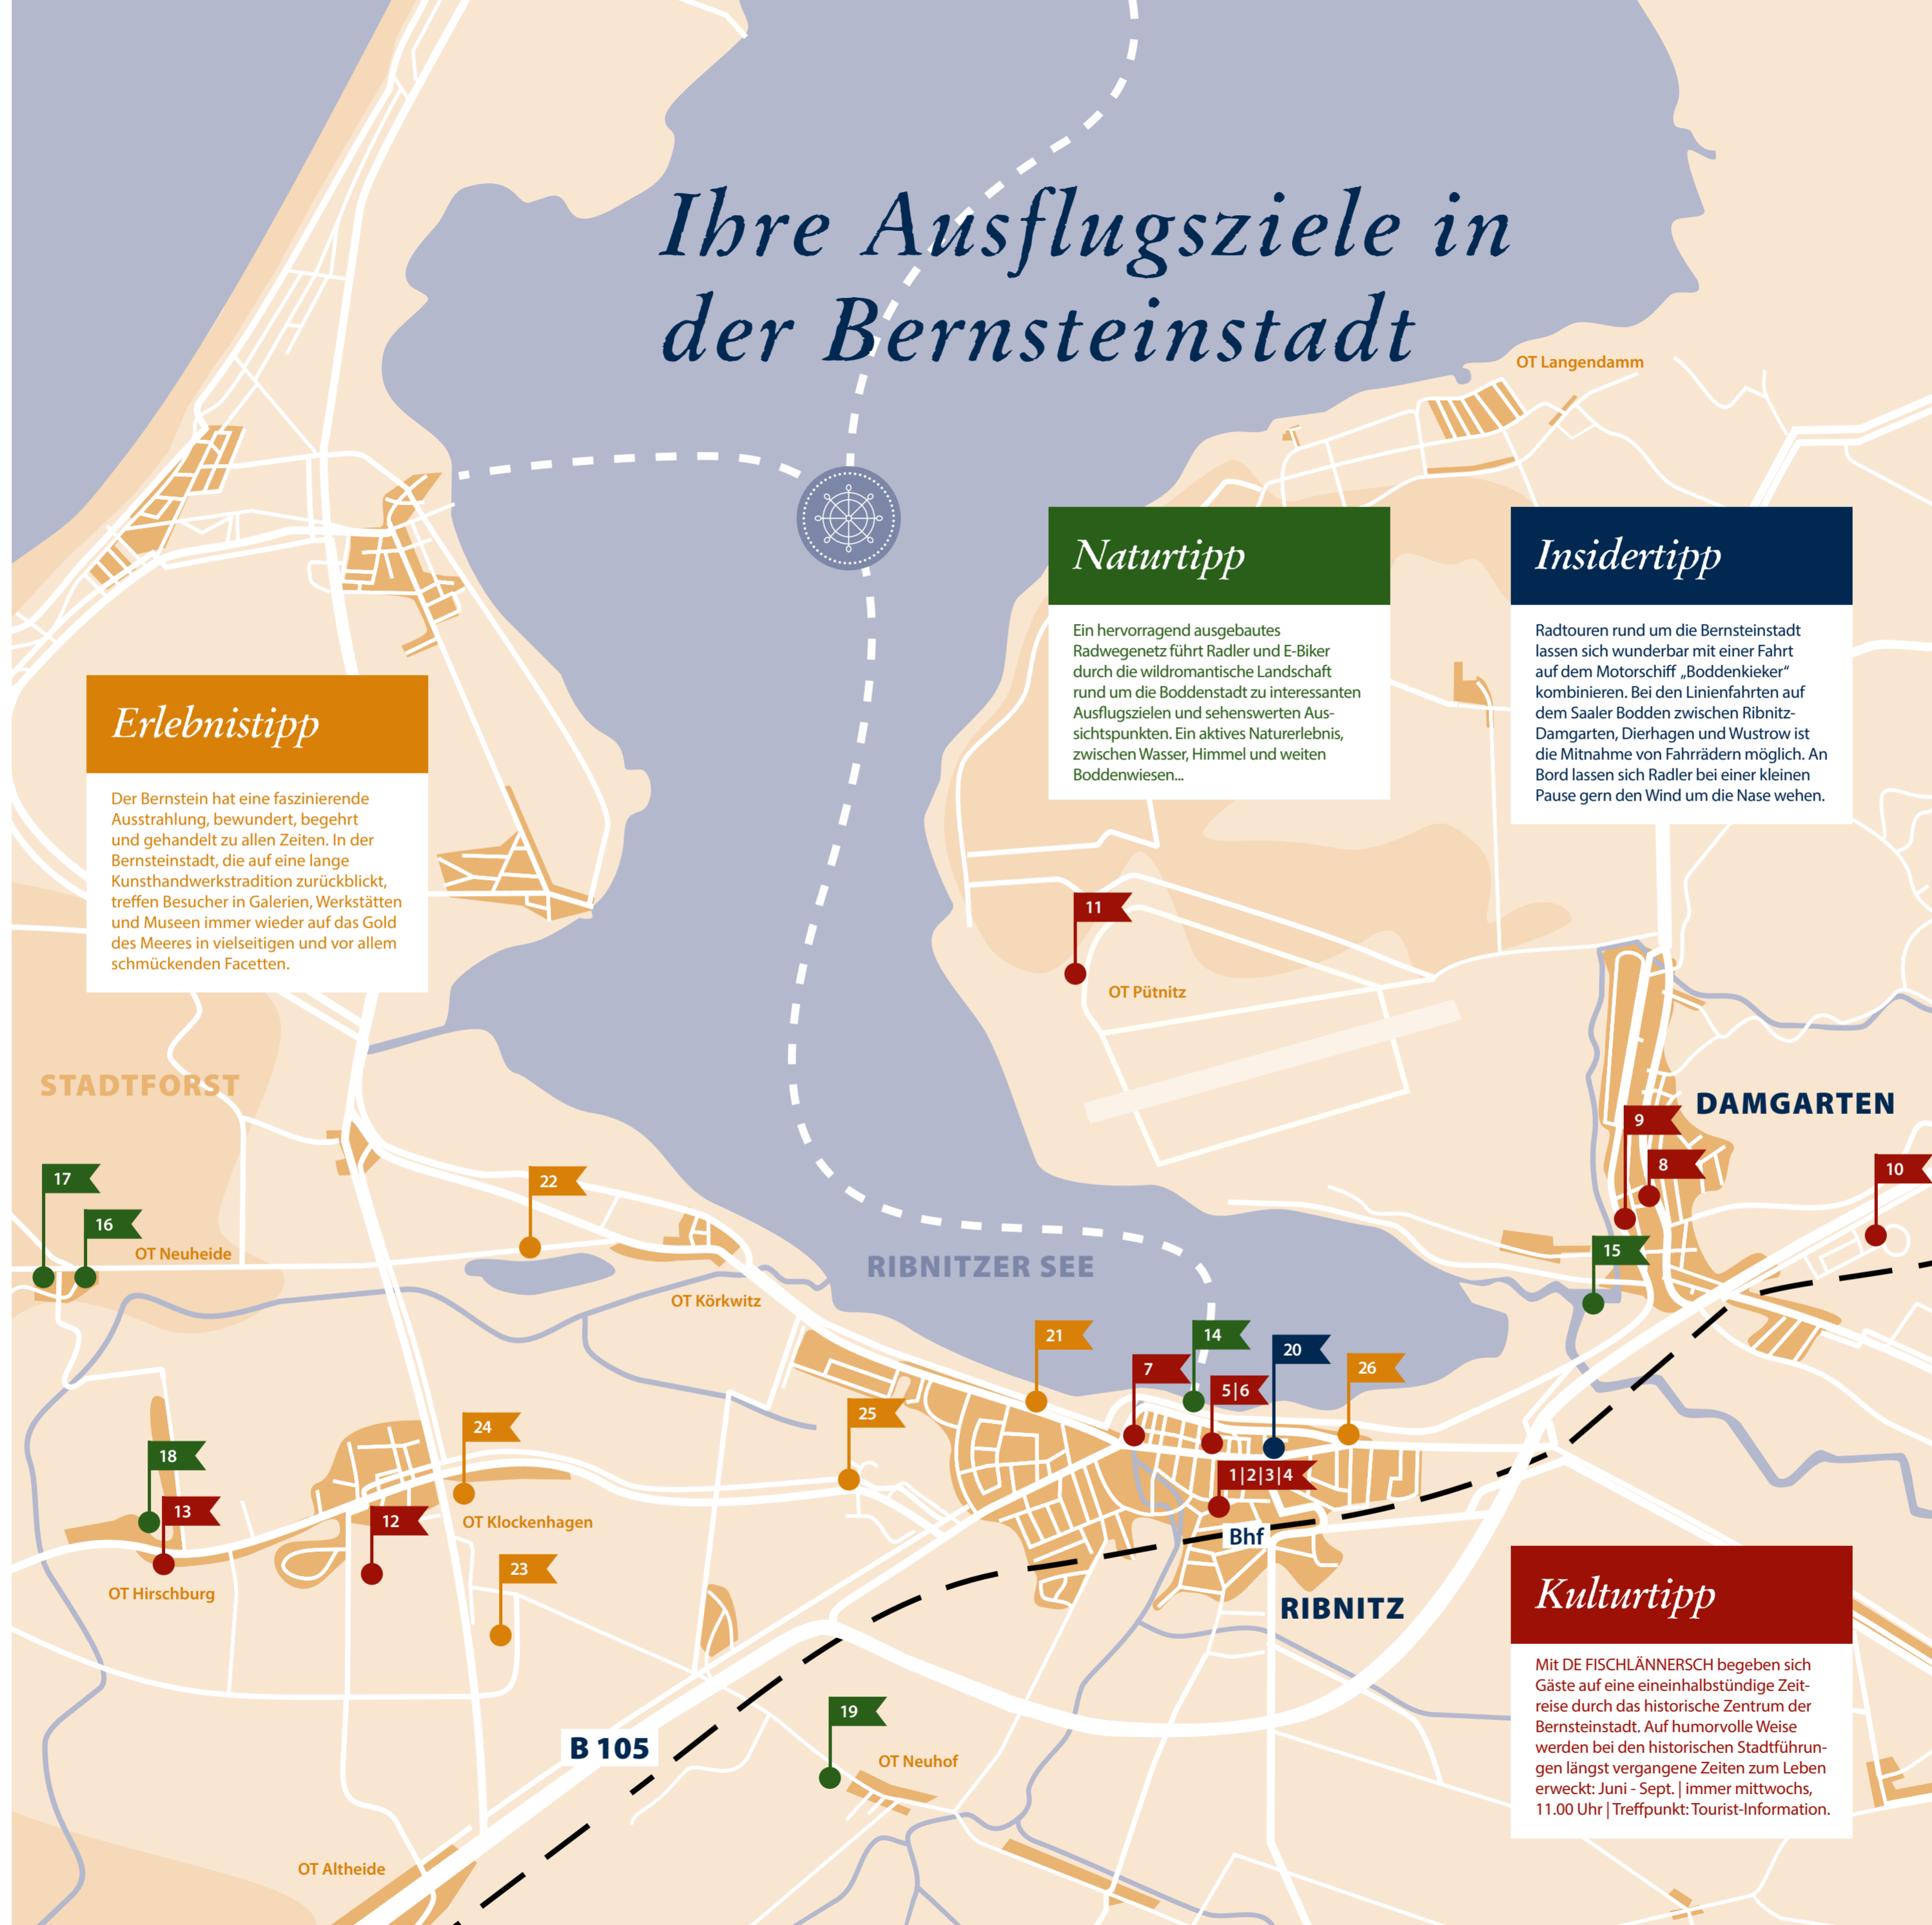 Ihre Ausflugsziele in
der Bernsteinstadt
OT Langendamm
Naturtipp
Ein hervorragend ausgebautes
Radwegenetz führt Radler und E-Biker
durch die wildromantische Landschaft
rund um die Boddenstadt zu interessanten
Ausflugszielen und sehenswerten Aus-
sichtspunkten. Ein aktives Naturerlebnis,
zwischen Wasser, Himmel und weiten
Boddenwiesen...
Insidertipp
Radtouren rund um die Bernsteinstadt
lassen sich wunderbar mit einer Fahrt
auf dem Motorschiff „Boddenkieker“
kombinieren. Bei den Linienfahrten auf
dem Saaler Bodden zwischen Ribnitz-
Damgarten, Dierhagen und Wustrow ist
die Mitnahme von Fahrrädern möglich. An
Bord lassen sich Radler bei einer kleinen
Pause gern den Wind um die Nase wehen.
Erlebnistipp
Der Bernstein hat eine faszinierende
Ausstrahlung, bewundert, begehrt
und gehandelt zu allen Zeiten. In der
Bernsteinstadt, die auf eine lange
Kunsthandwerkstradition zurückblickt,
treffen Besucher in Galerien, Werkstätten
und Museen immer wieder auf das Gold
des Meeres in vielseitigen und vor allem
schmückenden Facetten.
11
OT Pütnitz
STADTFORST
DAMGARTEN
9
8
10
17
22
16
OT Neuheide
15
RIBNITZER SEE
OT Körkwitz
21
14
20
7
26
5|6
25
24
18
1|2|3|4
13
12
OT Klockenhagen
Bhf
23
OT Hirschburg
RIBNITZ
Kulturtipp
Mit DE FISCHLÄNNERSCH begeben sich
Gäste auf eine eineinhalbstündige Zeit-
reise durch das historische Zentrum der
Bernsteinstadt. Auf humorvolle Weise
werden bei den historischen Stadtführun-
gen längst vergangene Zeiten zum Leben
erweckt: Juni - Sept. | immer mittwochs,
11.00 Uhr | Treffpunkt: Tourist-Information.
19
B 105
OT Neuhof
OT Altheide